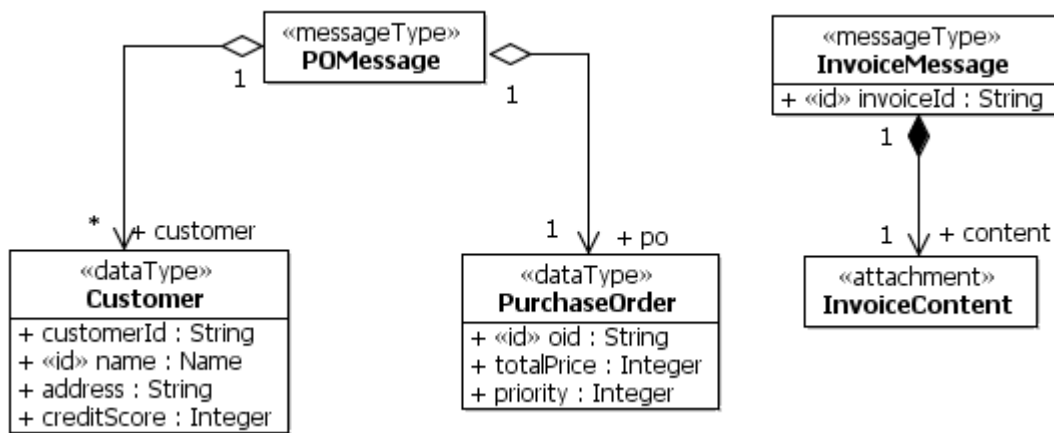 «messageType»
POMessage
1
1
*
+ customer
1
+ po
«dataType»
Customer
+ customerId : String
+ «id» name : Name
+ address : String
+ creditScore : Integer
«dataType»
PurchaseOrder
+ «id» oid : String
+ totalPrice : Integer
+ priority : Integer
«messageType»
InvoiceMessage
+ «id» invoiceId : String
1
1
+ content
«attachment»
InvoiceContent